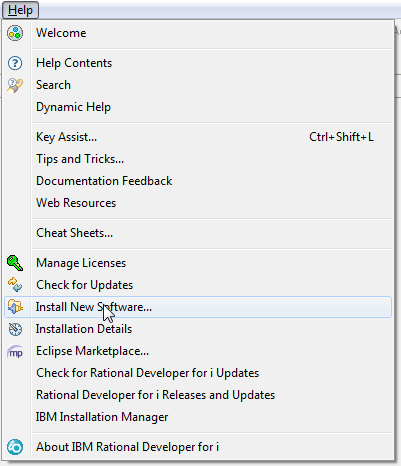 Help
Welcome
Help Contents
Search
Dynamic Help
Key Assist... Ctrl+Shift+L
Tips and Tricks...
Documentation Feedback
Web Resources
Cheat Sheets...
Manage Licenses
Check for Updates
Install New Software...
Installation Details
mp Eclipse Marketplace...
Check for Rational Developer for i Updates
Rational Developer for i Releases and Updates
IBM Installation Manager
About IBM Rational Developer for i